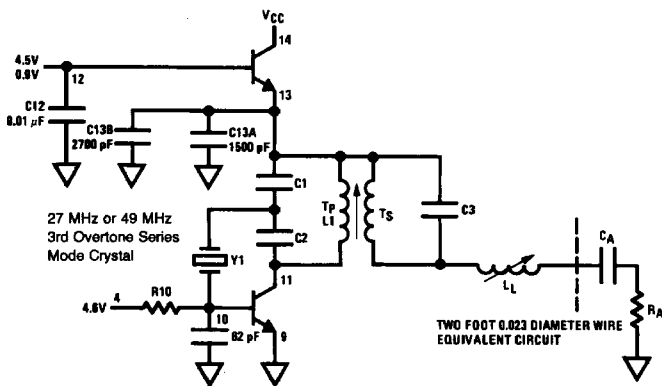 VCC
14
4.5V
0.9V
12
13
C12
0.01 µF
C13B
2700 pF
C13A
1500 pF
C1
27 MHz or 49 MHz
3rd Overtone Series
Mode Crystal
TP
L1
TS
C3
C2
CA
Y1
11
LL
4
4.6V
R10
10
62 pF
9
RA
TWO FOOT 0.023 DIAMETER WIRE
EQUIVALENT CIRCUIT